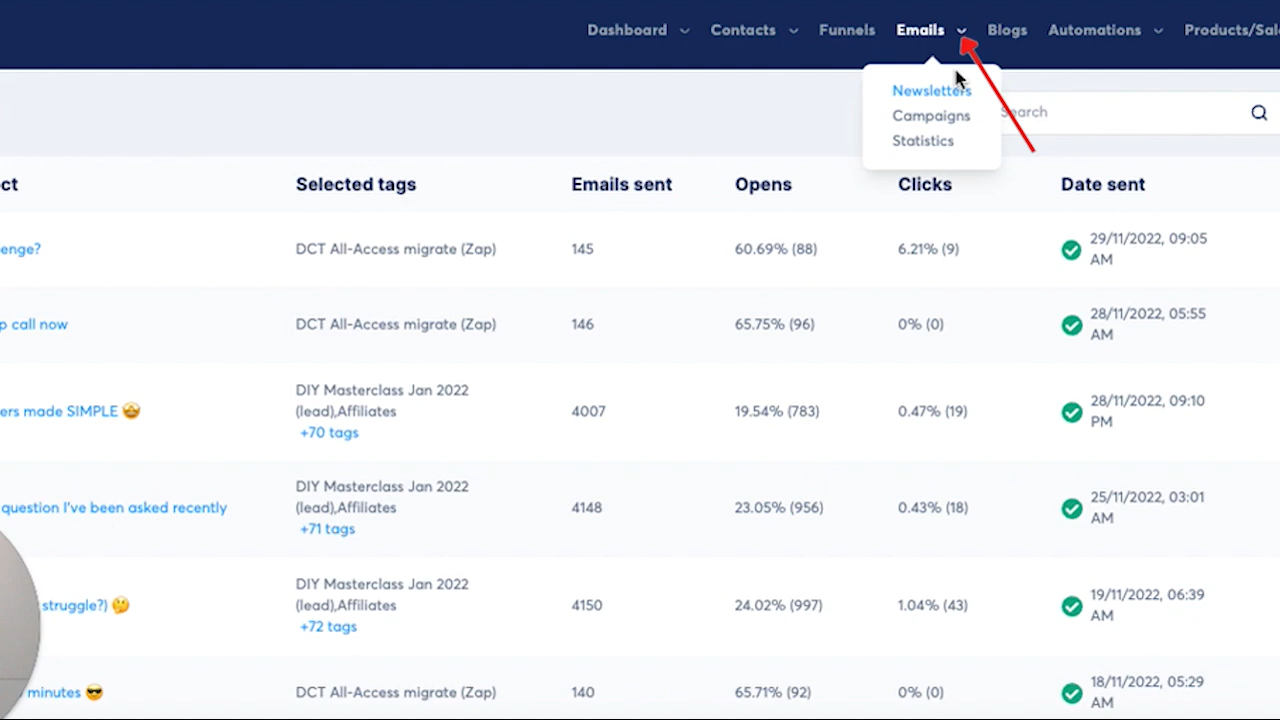 Dashboard Contacts Funnels Emails Blogs Automations Products/Sal
Newsletters
Campaigns
Statistics
Search
ct Selected tags Emails sent Opens Clicks Date sent
enge? DCT All-Access migrate (Zap) 145 60.69% (88) 6.21% (9) 29/11/2022, 09:05
AM
p call now DCT All-Access migrate (Zap) 146 65.75% (96) 0% (0) 28/11/2022, 05:55
AM
ers made SIMPLE 🤩 DIY Masterclass Jan 2022
(lead),Affiliates
+70 tags
4007 19.54% (783) 0.47% (19) 28/11/2022, 09:10
PM
question I've been asked recently DIY Masterclass Jan 2022
(lead),Affiliates
+71 tags
4148 23.05% (956) 0.43% (18) 25/11/2022, 03:01
AM
struggle?) 🤔 DIY Masterclass Jan 2022
(lead),Affiliates
+72 tags
4150 24.02% (997) 1.04% (43) 19/11/2022, 06:39
AM
minutes 😎 DCT All-Access migrate (Zap) 140 65.71% (92) 0% (0) 18/11/2022, 05:29
AM